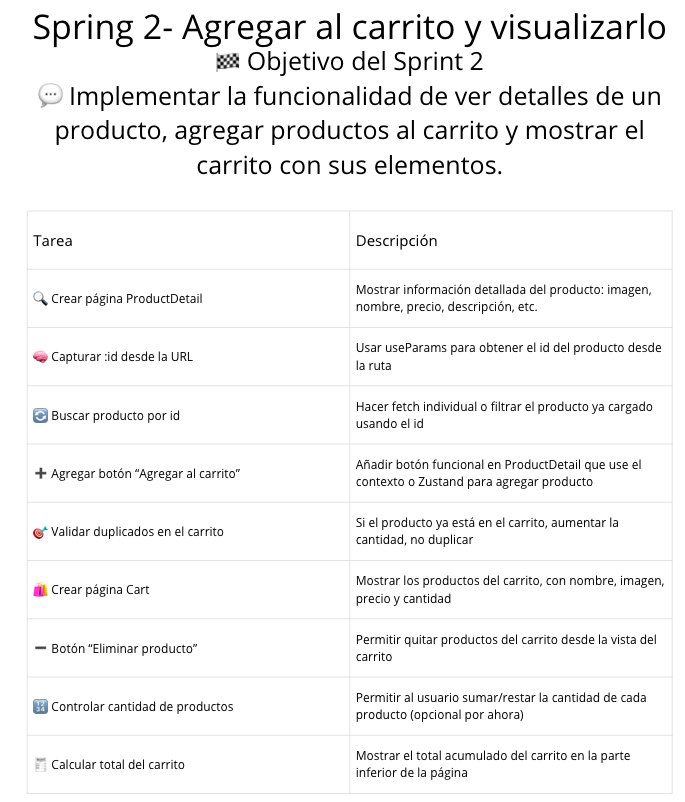 Spring 2- Agregar al carrito y visualizarlo
🏁 Objetivo del Sprint 2
💬 Implementar la funcionalidad de ver detalles de un
producto, agregar productos al carrito y mostrar el
carrito con sus elementos.
Tarea
Descripción
🔍 Crear página ProductDetail
Mostrar información detallada del producto: imagen,
nombre, precio, descripción, etc.
🧠 Capturar :id desde la URL
Usar useParams para obtener el id del producto desde
la ruta
🔄 Buscar producto por id
Hacer fetch individual o filtrar el producto ya cargado
usando el id
➕ Agregar botón “Agregar al carrito”
Añadir botón funcional en ProductDetail que use el
contexto o Zustand para agregar producto
🎯 Validar duplicados en el carrito
Si el producto ya está en el carrito, aumentar la
cantidad, no duplicar
🛍️ Crear página Cart
Mostrar los productos del carrito, con nombre, imagen,
precio y cantidad
➖ Botón “Eliminar producto”
Permitir quitar productos del carrito desde la vista del
carrito
🔢 Controlar cantidad de productos
Permitir al usuario sumar/restar la cantidad de cada
producto (opcional por ahora)
🧾 Calcular total del carrito
Mostrar el total acumulado del carrito en la parte
inferior de la página